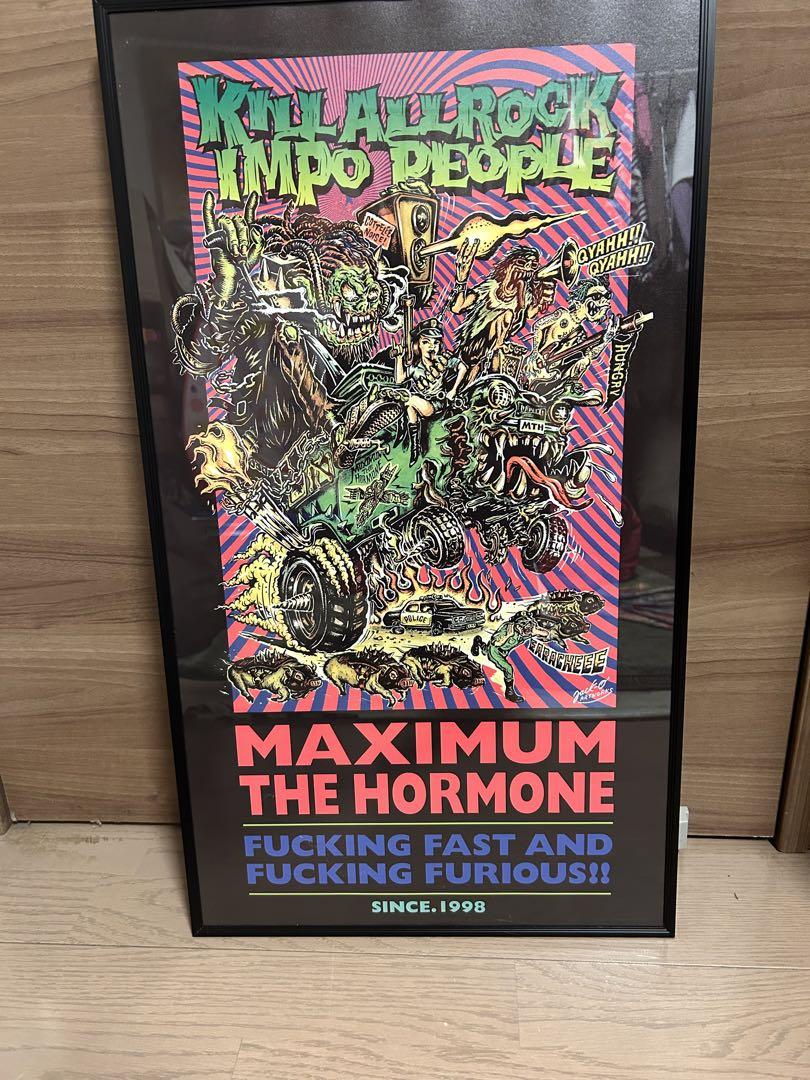 KILL ALL ROCK
IMPO PEOPLE
QYAHH!!
QYAHH!!
HUNGRY
MTH
POLICE
MAXIMUM
THE HORMONE
FUCKING FAST AND
FUCKING FURIOUS!!
SINCE.1998